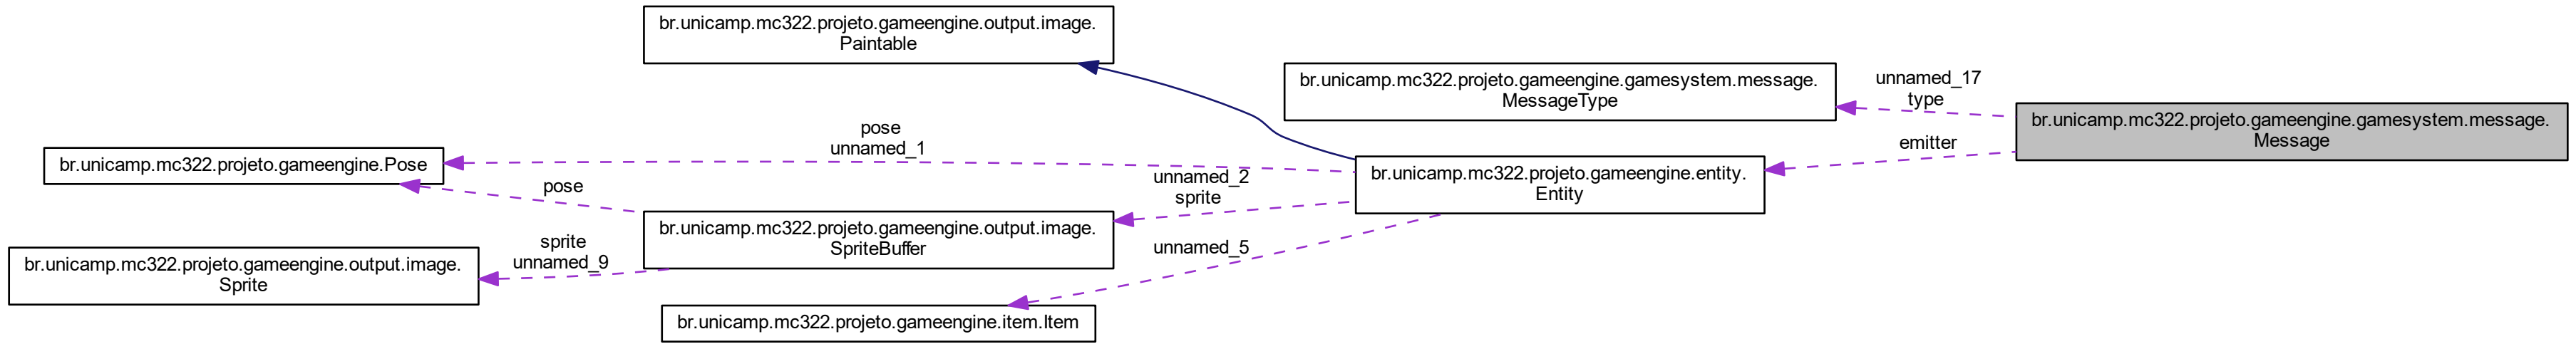 br.unicamp.mc322.projeto.gameengine.output.image.
Paintable
br.unicamp.mc322.projeto.gameengine.gamesystem.message.
MessageType
unnamed_17
type
br.unicamp.mc322.projeto.gameengine.gamesystem.message.
Message
emitter
pose
unnamed_1
br.unicamp.mc322.projeto.gameengine.Pose
pose
unnamed_2
sprite
br.unicamp.mc322.projeto.gameengine.entity.
Entity
br.unicamp.mc322.projeto.gameengine.output.image.
SpriteBuffer
sprite
unnamed_9
unnamed_5
br.unicamp.mc322.projeto.gameengine.output.image.
Sprite
br.unicamp.mc322.projeto.gameengine.item.Item